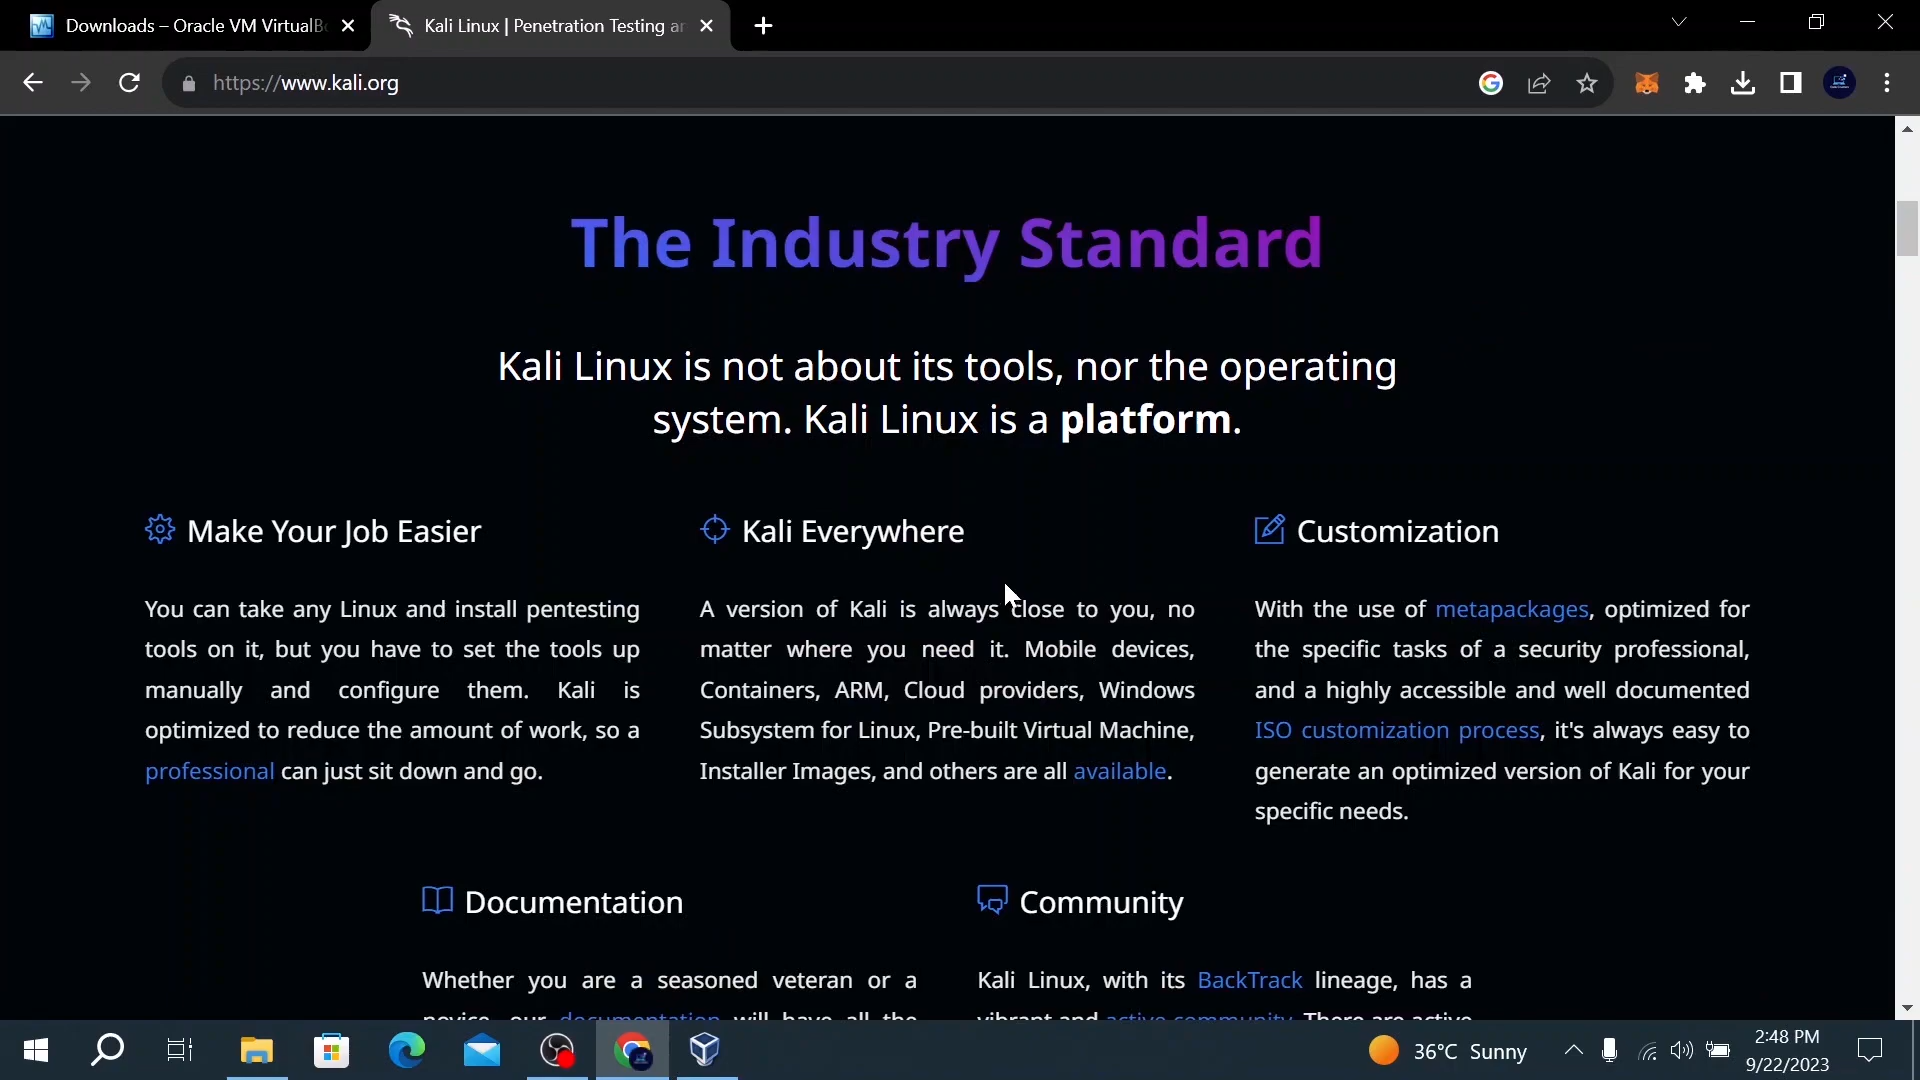 Downloads – Oracle VM VirtualB
Kali Linux | Penetration Testing a
https://www.kali.org
The Industry Standard
Kali Linux is not about its tools, nor the operating
system. Kali Linux is a platform.
Make Your Job Easier
You can take any Linux and install pentesting
tools on it, but you have to set the tools up
manually and configure them. Kali is
optimized to reduce the amount of work, so a
professional can just sit down and go.
Kali Everywhere
A version of Kali is always close to you, no
matter where you need it. Mobile devices,
Containers, ARM, Cloud providers, Windows
Subsystem for Linux, Pre-built Virtual Machine,
Installer Images, and others are all available.
Customization
With the use of metapackages, optimized for
the specific tasks of a security professional,
and a highly accessible and well documented
ISO customization process, it's always easy to
generate an optimized version of Kali for your
specific needs.
Documentation
Whether you are a seasoned veteran or a
novice, our documentation will have all the
Community
Kali Linux, with its BackTrack lineage, has a
vibrant and active community. There are active
36°C Sunny
2:48 PM
9/22/2023